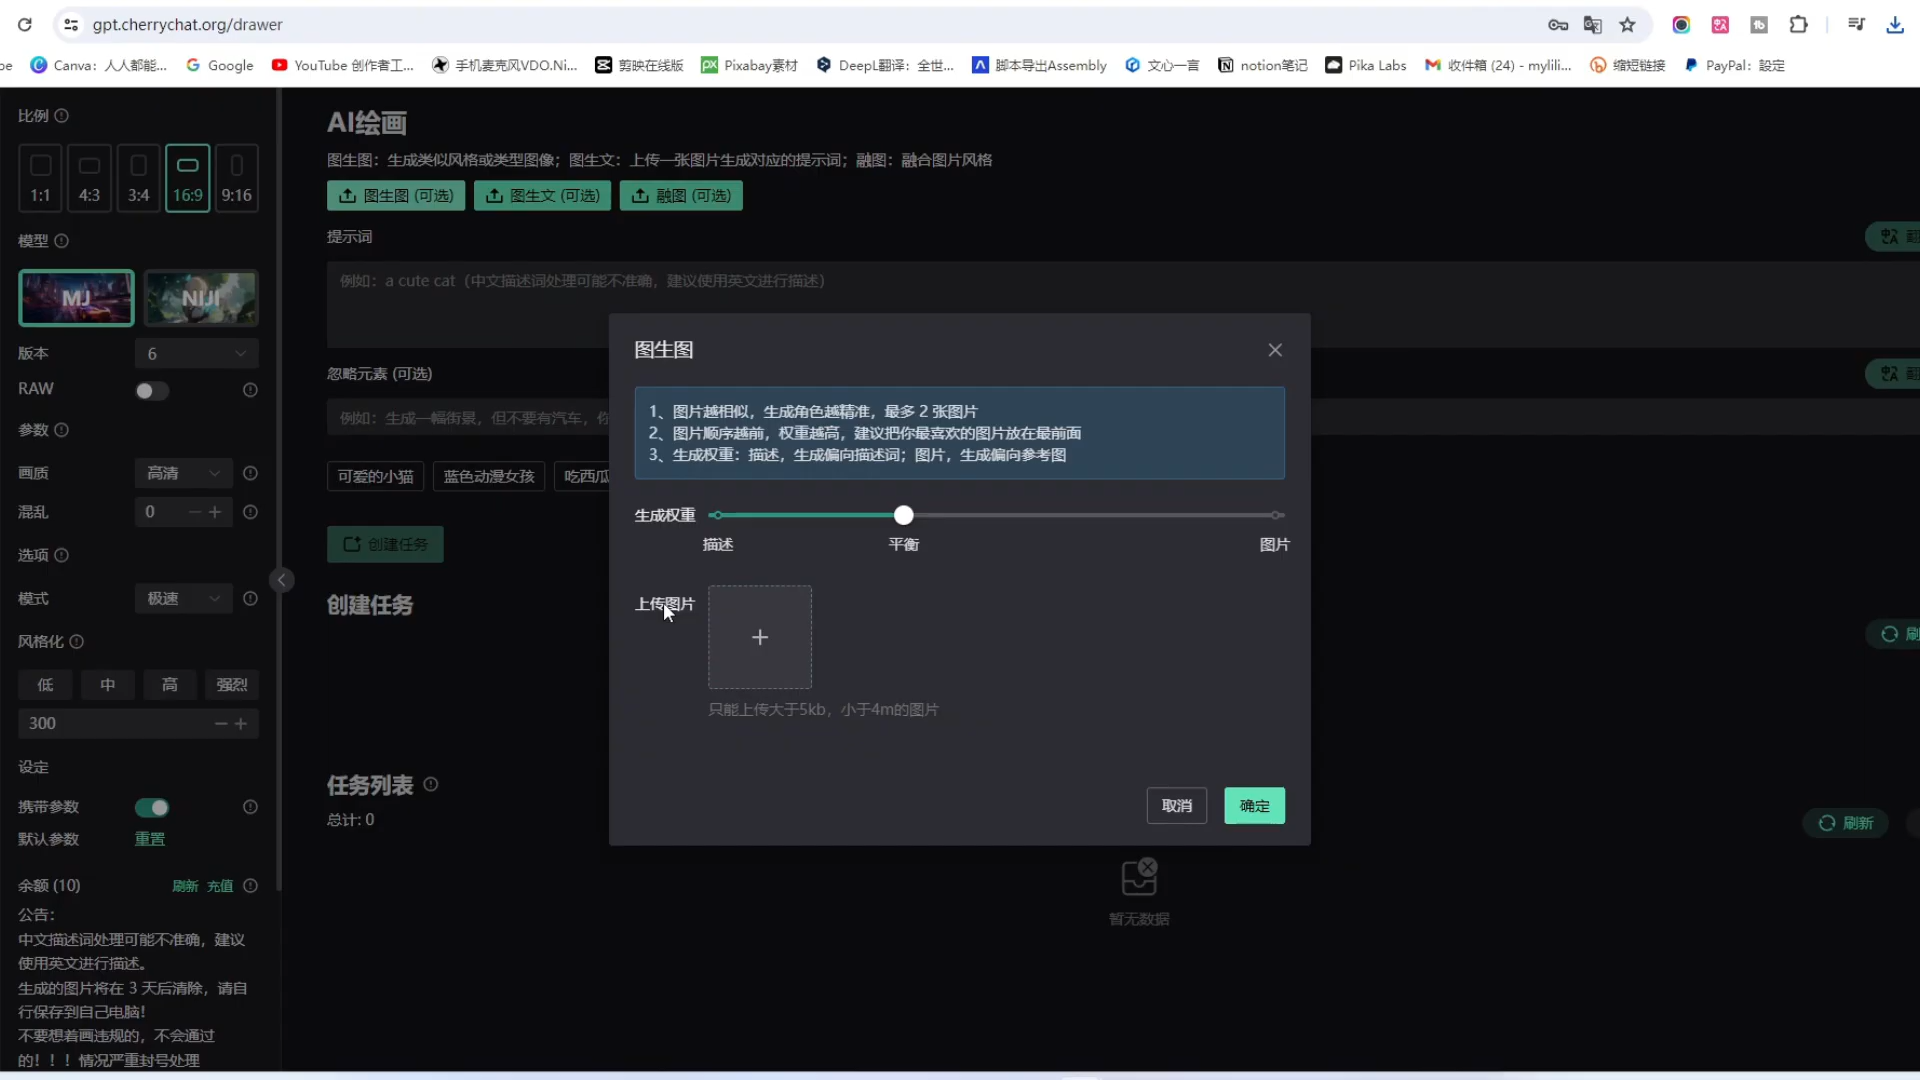 gpt.cherrychat.org/drawer
Canva：人人都能...
Google
YouTube 创作者工...
手机麦克风VDO.Ni...
剪映在线版
Pixabay素材
DeepL翻译：全世...
脚本导出Assembly
文心一言
notion笔记
Pika Labs
收件箱 (24) - mylili...
缩短链接
PayPal：設定
比例
1:1
4:3
3:4
16:9
9:16
模型
MJ
NIJI
版本
6
RAW
参数
画质
高清
混乱
0
选项
模式
极速
风格化
低
中
高
强烈
300
设定
携带参数
默认参数
重置
余额 (10)
刷新 充值
公告：
中文描述词处理可能不准确，建议
使用英文进行描述。
生成的图片将在 3 天后清除，请自
行保存到自己电脑！
不要想着画违规的，不会通过
的！！！情况严重封号处理
AI绘画
图生图：生成类似风格或类型图像；图生文：上传一张图片生成对应的提示词；融图：融合图片风格
图生图 (可选)
图生文 (可选)
融图 (可选)
提示词
例如：a cute cat（中文描述词处理可能不准确，建议使用英文进行描述）
忽略元素 (可选)
例如：生成一幅街景，但不要有汽车，你
可爱的小猫
蓝色动漫女孩
吃西瓜
创建任务
创建任务
任务列表
总计: 0
刷新
暂无数据
图生图
1、图片越相似，生成角色越精准，最多 2 张图片
2、图片顺序越前，权重越高，建议把你最喜欢的图片放在最前面
3、生成权重：描述，生成偏向描述词；图片，生成偏向参考图
生成权重
描述
平衡
图片
上传图片
只能上传大于5kb，小于4m的图片
取消
确定